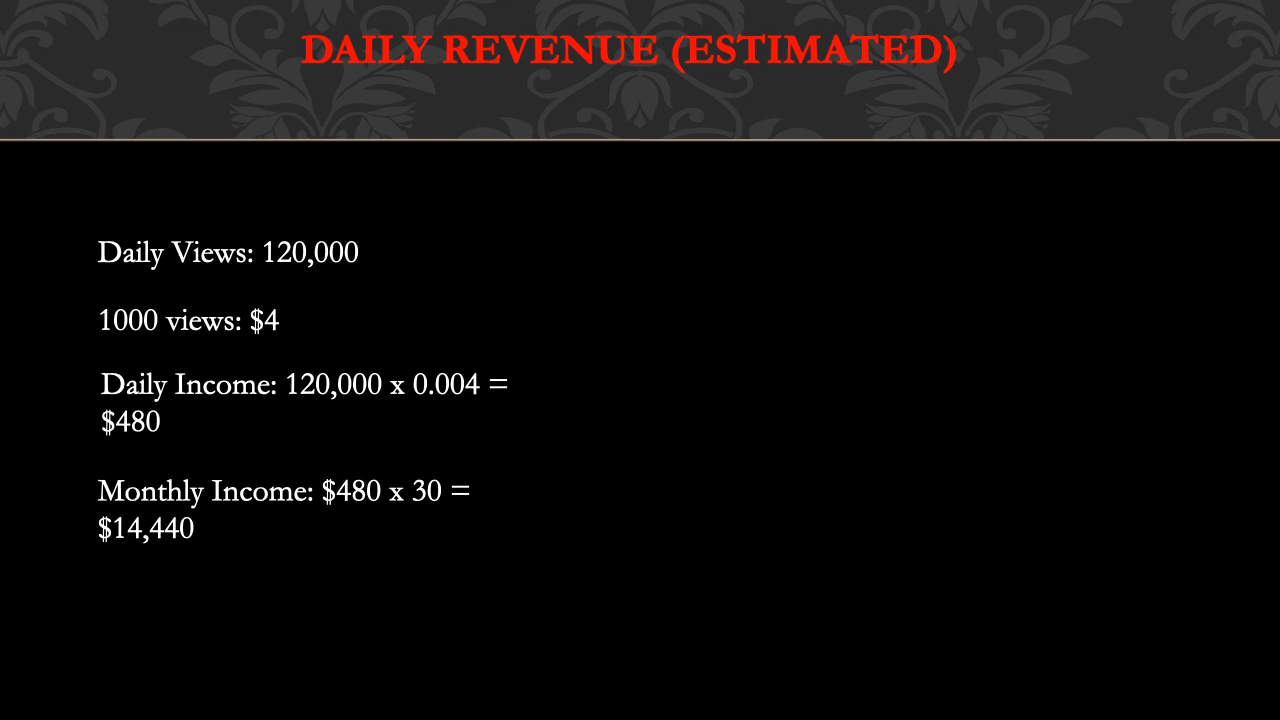 DAILY REVENUE (ESTIMATED)
Daily Views: 120,000
1000 views: $4
Daily Income: 120,000 x 0.004 =
$480
Monthly Income: $480 x 30 =
$14,440